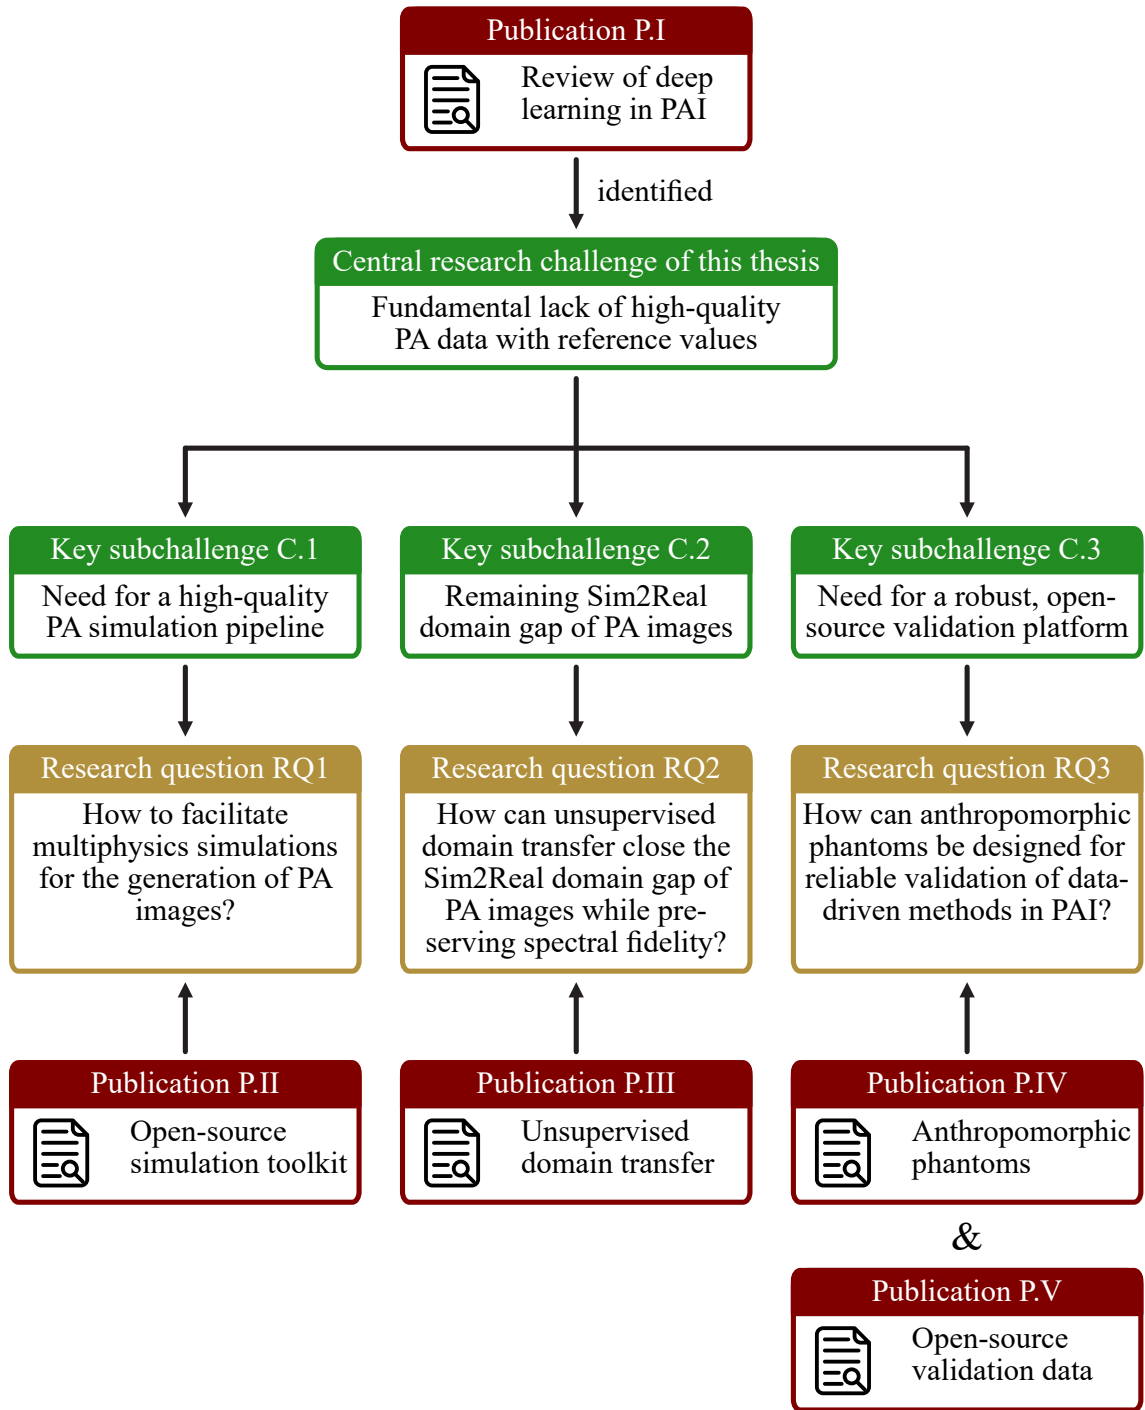 Publication P.I
Review of deep
learning in PAI
identified
Central research challenge of this thesis
Fundamental lack of high-quality
PA data with reference values
Key subchallenge C.1
Need for a high-quality
PA simulation pipeline
Key subchallenge C.2
Remaining Sim2Real
domain gap of PA images
Key subchallenge C.3
Need for a robust, open-
source validation platform
Research question RQ1
How to facilitate
multiphysics simulations
for the generation of PA
images?
Research question RQ2
How can unsupervised
domain transfer close the
Sim2Real domain gap of
PA images while pre-
serving spectral fidelity?
Research question RQ3
How can anthropomorphic
phantoms be designed for
reliable validation of data-
driven methods in PAI?
Publication P.II
Open-source
simulation toolkit
Publication P.III
Unsupervised
domain transfer
Publication P.IV
Anthropomorphic
phantoms
&
Publication P.V
Open-source
validation data